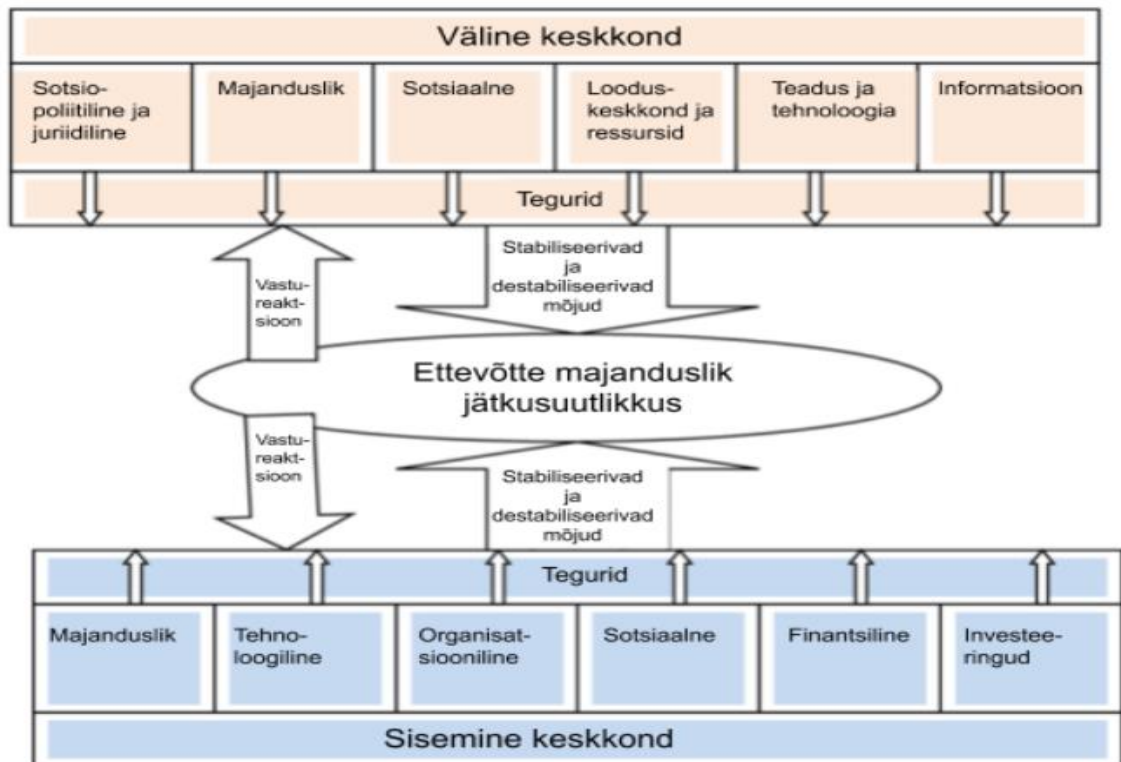 Väline keskkond
Sotsio-
poliitiline ja
juriidiline
Majanduslik
Sotsiaalne
Loodus-
keskkond ja
ressursid
Teadus ja
tehnoloogia
Informatsioon
Tegurid
Vastu-
reakt-
sioon
Stabiliseerivad
ja
destabiliseerivad
mõjud
Ettevõtte majanduslik
jätkusuutlikkus
Vastu-
reakt-
sioon
Stabiliseerivad
ja
destabiliseerivad
mõjud
Tegurid
Majanduslik
Tehno-
loogiline
Organisat-
siooniline
Sotsiaalne
Finantsiline
Investee-
ringud
Sisemine keskkond